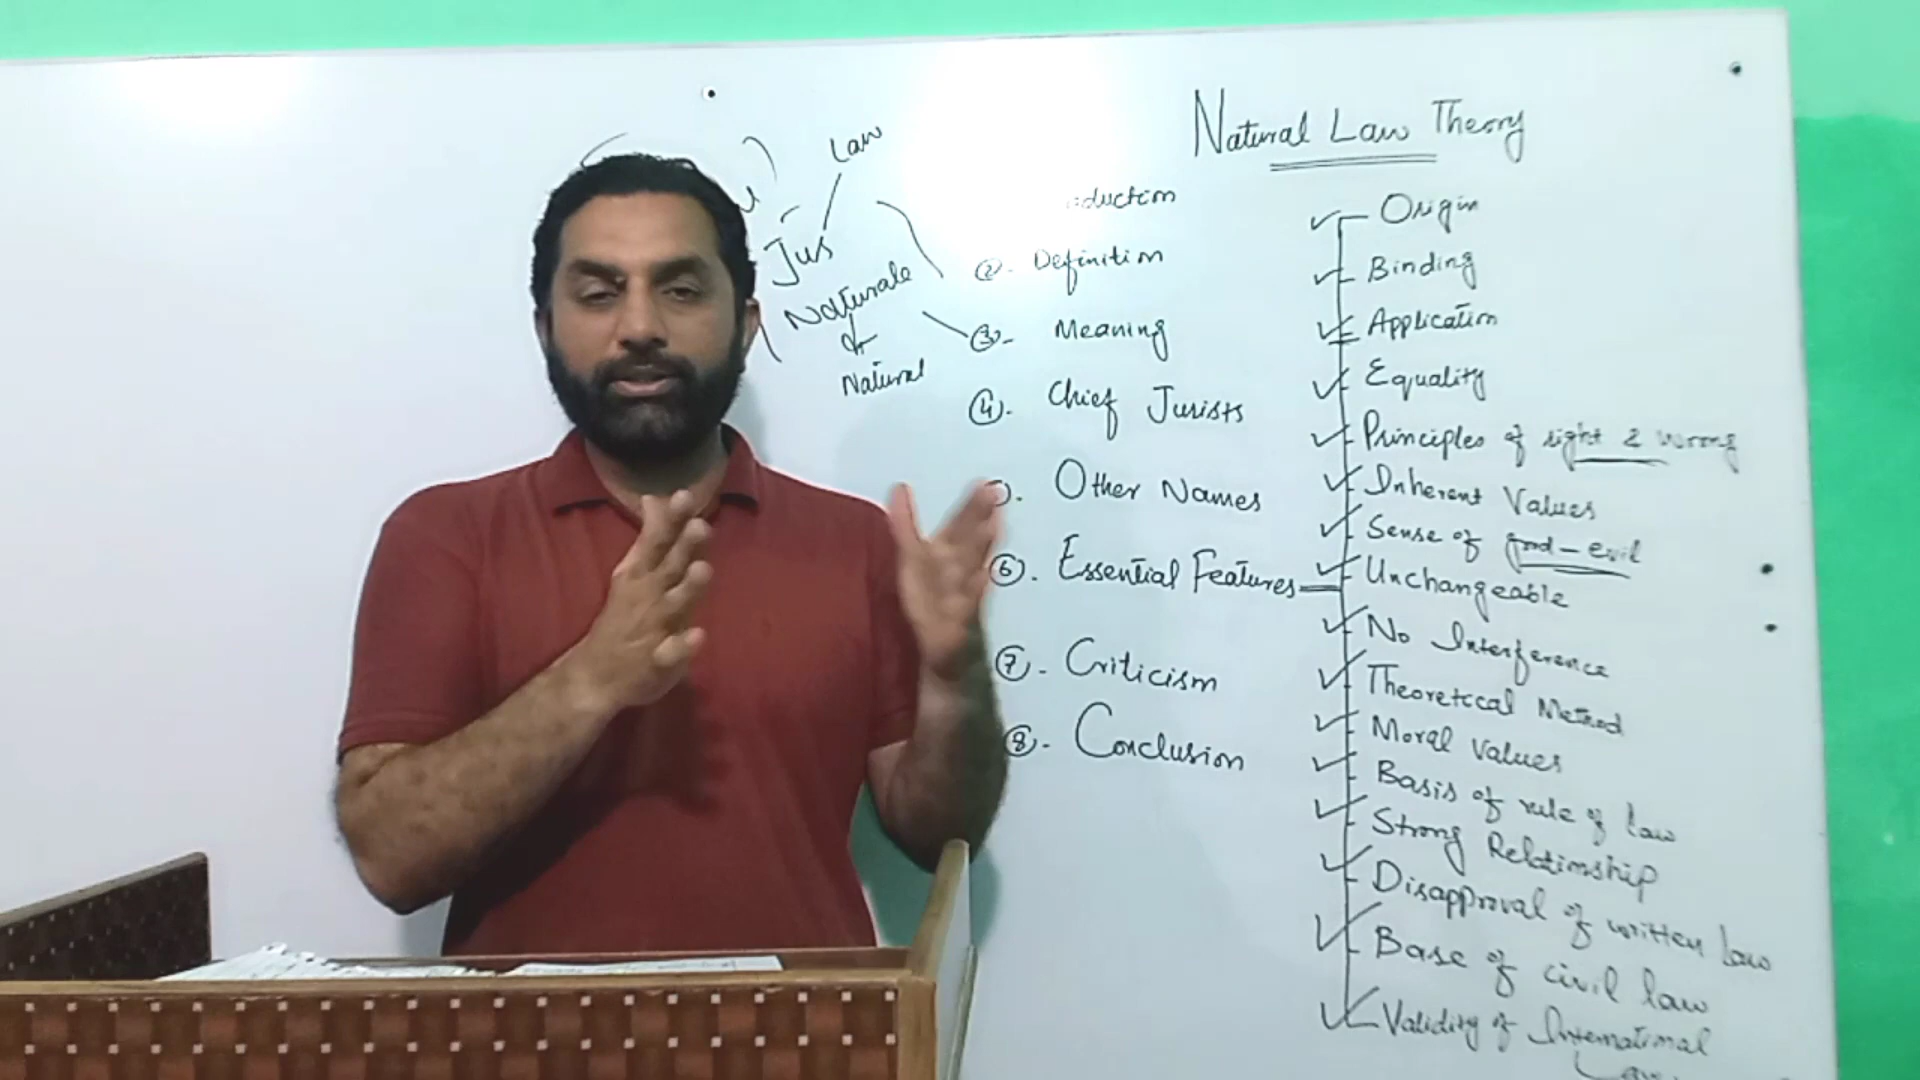 Natural Law Theory
Law
Jus
Naturale
Natural
duction
②. Definition
③- Meaning
④. Chief Jurists
). Other Names
⑥. Essential Features
⑦- Criticism
⑧- Conclusion
Origin
Binding
Application
Equality
Principles of right & wrong
Inherent Values
Sense of good - evil
Unchangeable
No Interference
Theoretical Method
Moral Values
Basis of rule of law
Strong Relationship
Disapproval of written law
Base of civil law
Validity of International
Law